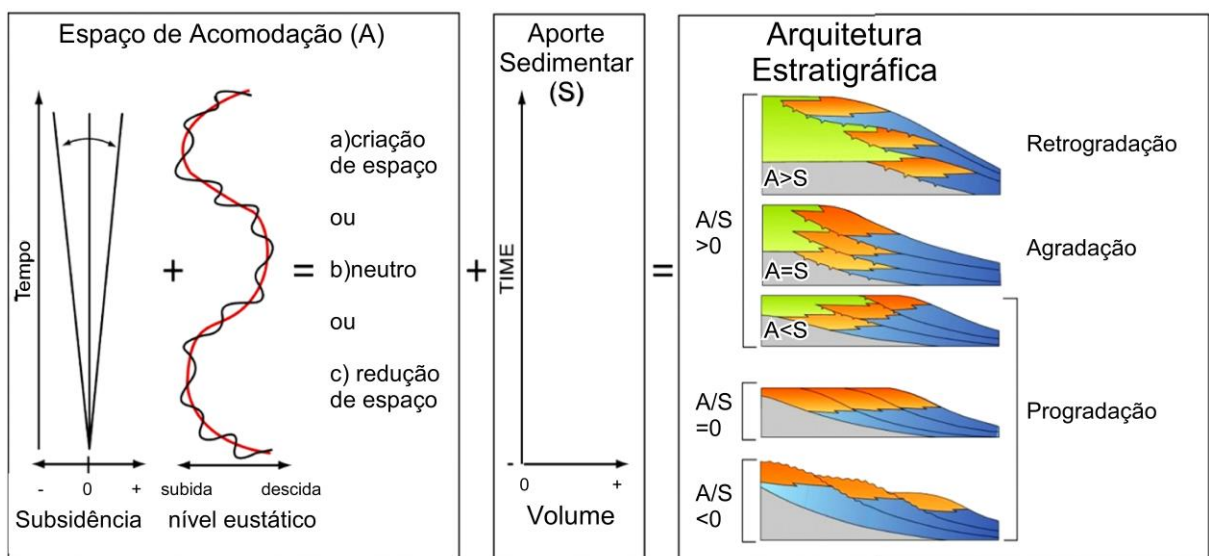 Espaço de Acomodação (A)
Tempo
- 0 +
Subsidência
+
subida descida
nível eustático
=
a)criação
de espaço
ou
b)neutro
ou
c) redução
de espaço
+
Aporte
Sedimentar
(S)
TIME
-
0 +
Volume
=
Arquitetura
Estratigráfica
A/S
>0
A>S
Retrogradação
A=S
Agradação
A<S
A/S
=0
Progradação
A/S
<0